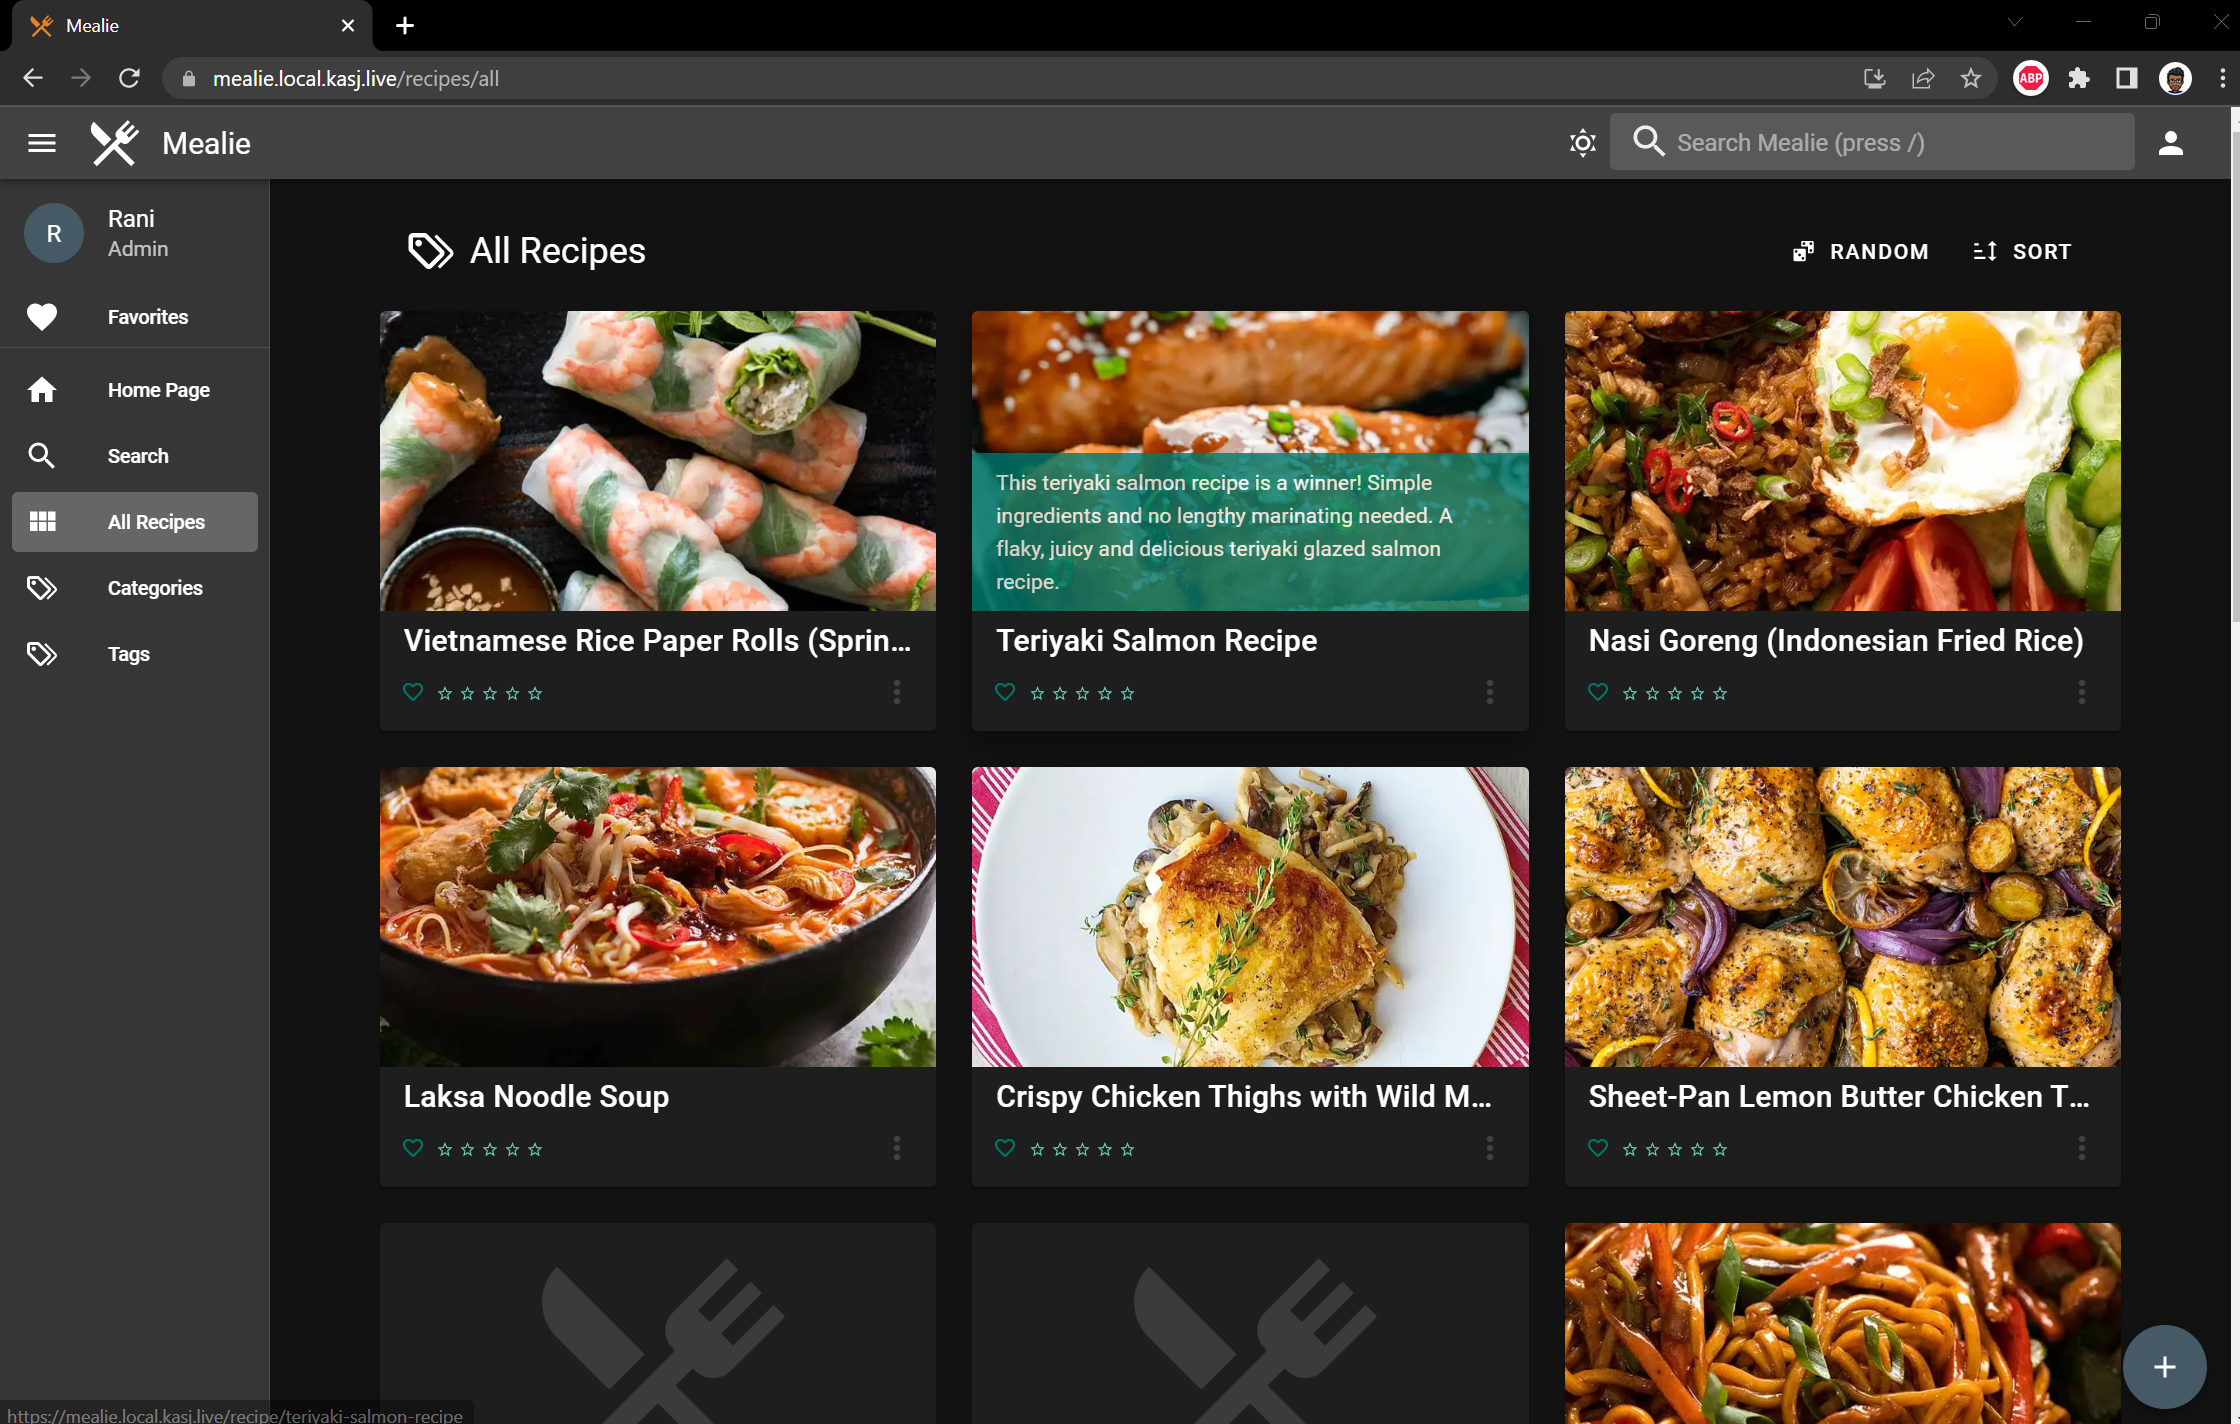 Mealie
mealie.local.kasj.live/recipes/all
ABP
Mealie
Search Mealie (press /)
R
Rani
Admin
Favorites
Home Page
Search
All Recipes
Categories
Tags
All Recipes
RANDOM
SORT
This teriyaki salmon recipe is a winner! Simple
ingredients and no lengthy marinating needed. A
flaky, juicy and delicious teriyaki glazed salmon
recipe.
Vietnamese Rice Paper Rolls (Sprin...
Teriyaki Salmon Recipe
Nasi Goreng (Indonesian Fried Rice)
Laksa Noodle Soup
Crispy Chicken Thighs with Wild M...
Sheet-Pan Lemon Butter Chicken T...
https://mealie.local.kasj.live/recipe/teriyaki-salmon-recipe